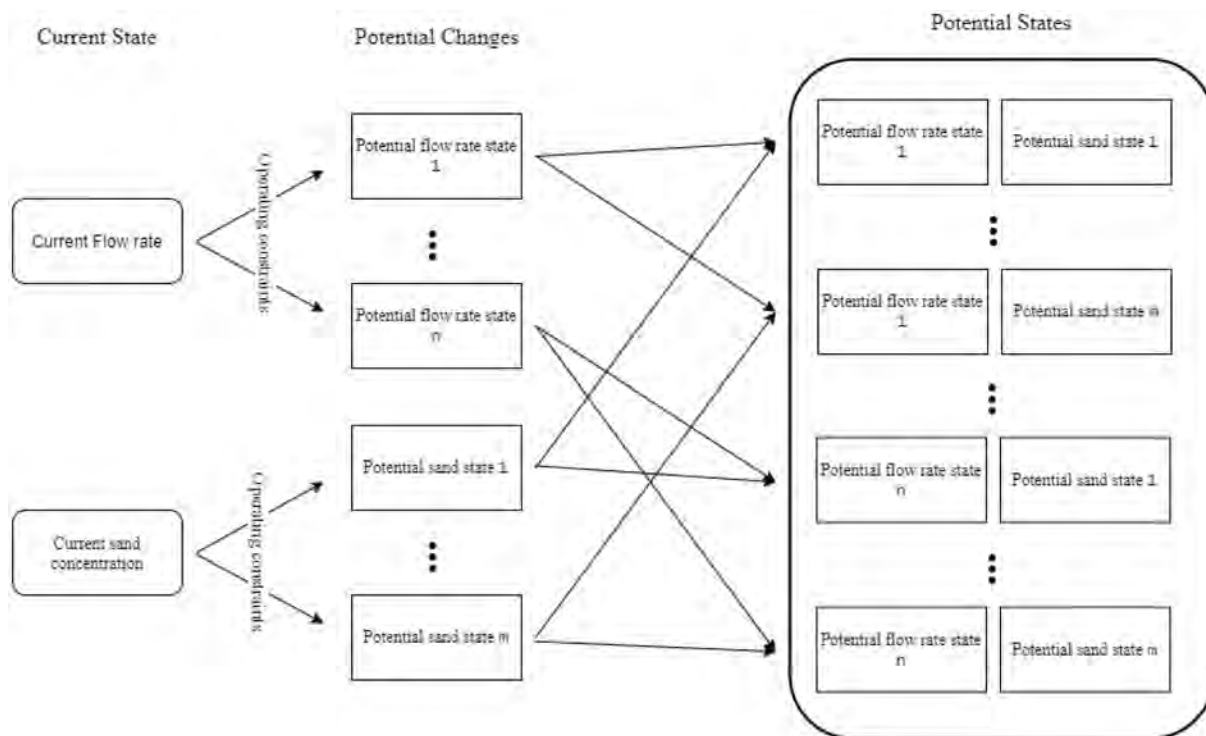 Current State
Potential Changes
Potential States
Current Flow rate
Operating constraints
Potential flow rate state
1
Potential flow rate state
n
Current sand
concentration
Operating constraints
Potential sand state 1
Potential sand state m
Potential flow rate state
1
Potential sand state 1
Potential flow rate state
1
Potential sand state m
Potential flow rate state
n
Potential sand state 1
Potential flow rate state
n
Potential sand state m